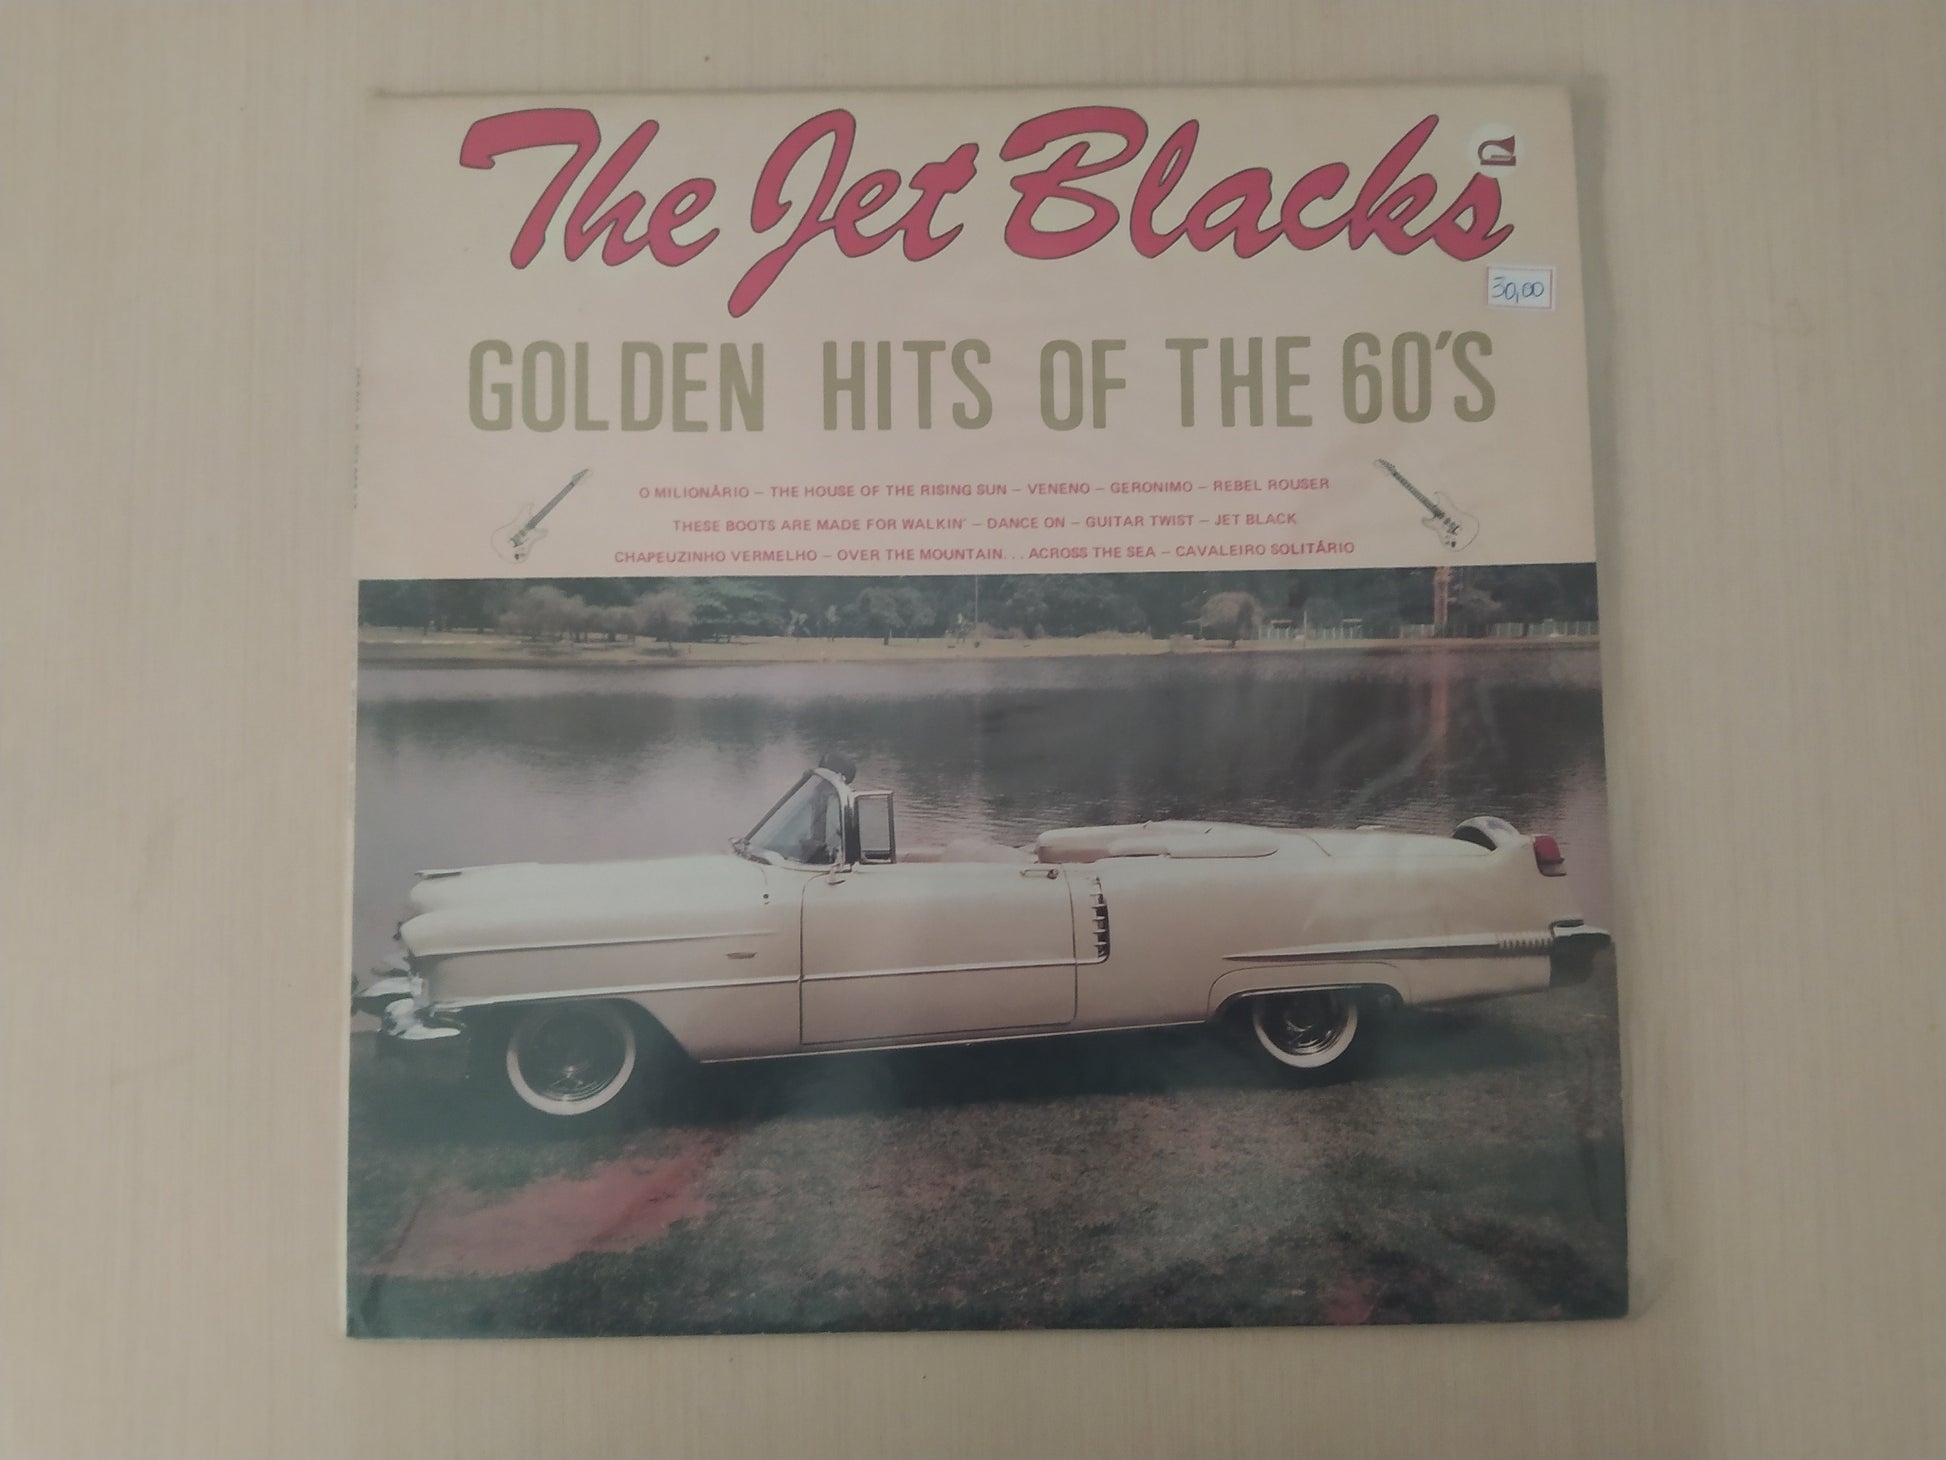 The Jet Blacks
30,00
GOLDEN HITS OF THE 60'S
O MILIONÁRIO – THE HOUSE OF THE RISING SUN – VENENO – GERONIMO – REBEL ROUSER
THESE BOOTS ARE MADE FOR WALKIN' – DANCE ON – GUITAR TWIST – JET BLACK
CHAPEUZINHO VERMELHO – OVER THE MOUNTAIN... ACROSS THE SEA – CAVALEIRO SOLITÁRIO